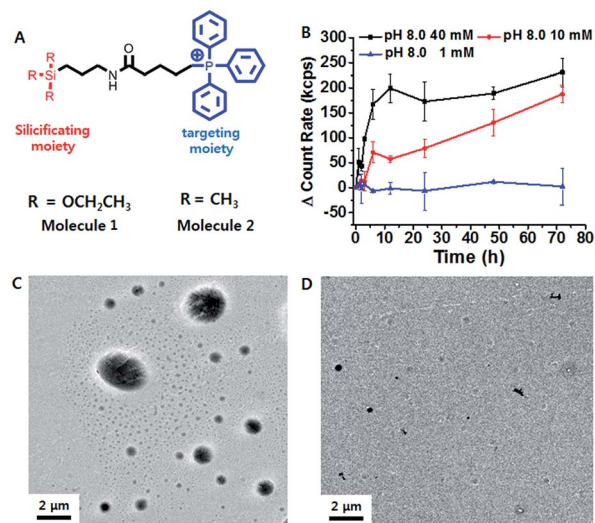 A
R
R
Si
R
N
H
O
P
⊕
Silicificating
moiety
targeting
moiety
R = OCH₂CH₃
R = CH₃
Molecule 1
Molecule 2
B
300
250
200
150
100
50
0
-50
Δ Count Rate (kcps)
pH 8.0 40 mM
pH 8.0 10 mM
pH 8.0 1 mM
0 10 20 30 40 50 60 70 80
Time (h)
C
2 μm
D
2 μm